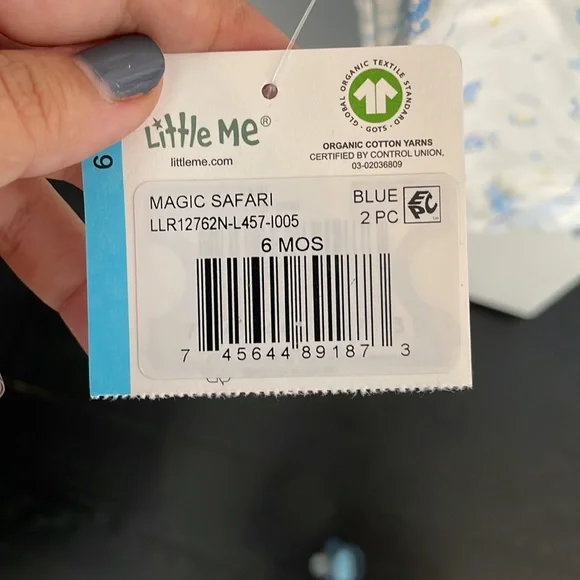 6
Little Me®
littleme.com
GLOBAL ORGANIC TEXTILE STANDARD
· GOTS ·
ORGANIC COTTON YARNS
CERTIFIED BY CONTROL UNION,
03-02036809
MAGIC SAFARI
BLUE
LLR12762N-L457-I005
2 PC
EPC
6 MOS
7 45644 89187 3